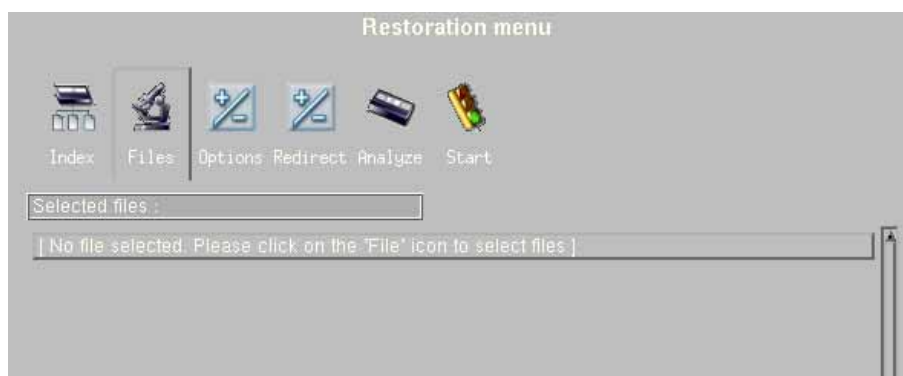 Restoration menu
Index Files Options Redirect Analyze Start
Selected files :
[ No file selected. Please click on the "File" icon to select files ]